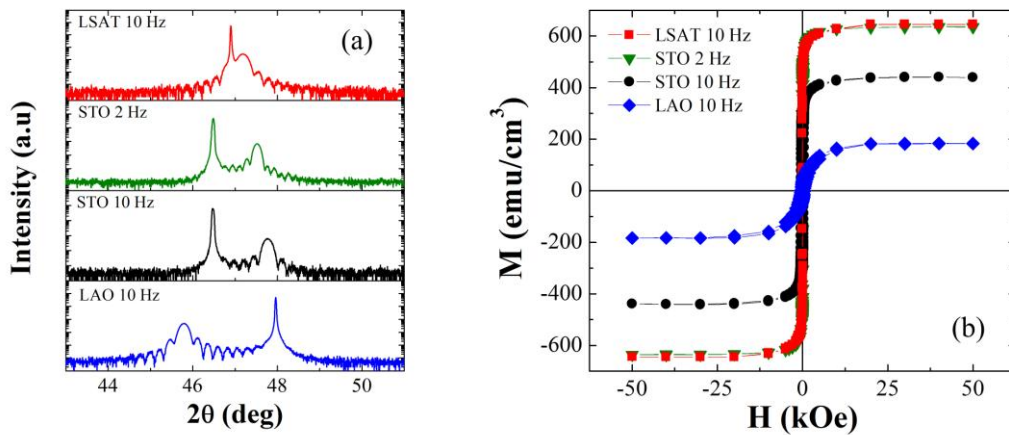 (a)
LSAT 10 Hz
STO 2 Hz
STO 10 Hz
LAO 10 Hz
Intensity (a.u)
44 46 48 50
2θ (deg)
LSAT 10 Hz
STO 2 Hz
STO 10 Hz
LAO 10 Hz
600
400
200
0
-200
-400
-600
M (emu/cm³)
(b)
-50 -25 0 25 50
H (kOe)